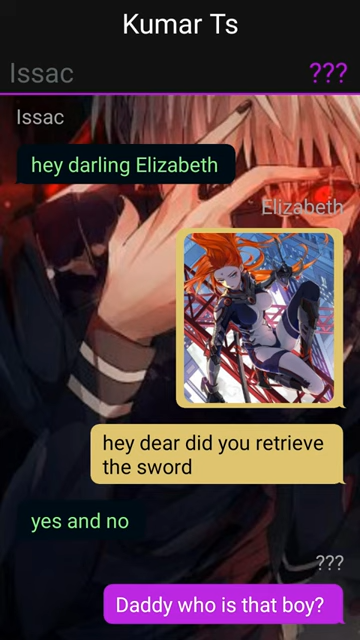 Kumar Ts
Issac
???
Issac
hey darling Elizabeth
Elizabeth
hey dear did you retrieve
the sword
yes and no
???
Daddy who is that boy?